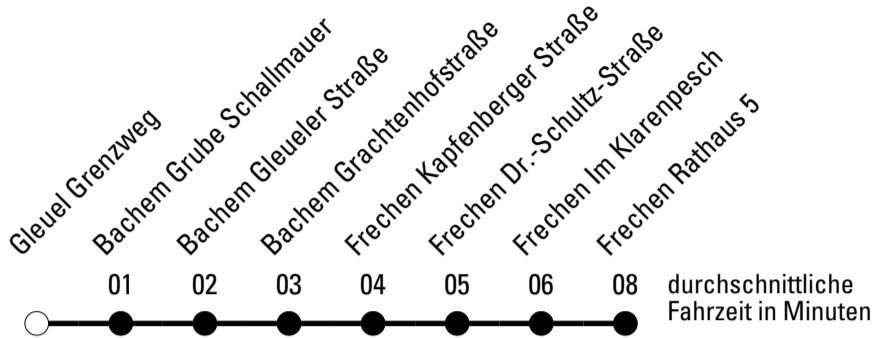 Gleuel Grenzweg
Bachem Grube Schallmauer
Bachem Gleueler Straße
Bachem Grachtenhofstraße
Frechen Kapfenberger Straße
Frechen Dr.-Schultz-Straße
Frechen Im Klarenpesch
Frechen Rathaus 5
01 02 03 04 05 06 08
durchschnittliche
Fahrzeit in Minuten